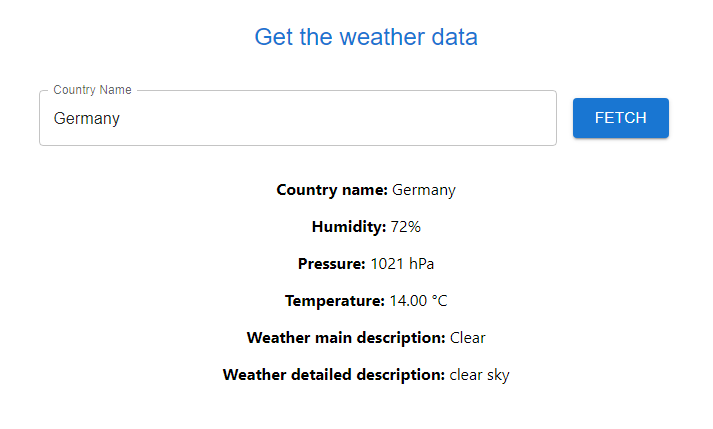 Get the weather data
Country Name
Germany
FETCH
Country name: Germany
Humidity: 72%
Pressure: 1021 hPa
Temperature: 14.00 °C
Weather main description: Clear
Weather detailed description: clear sky